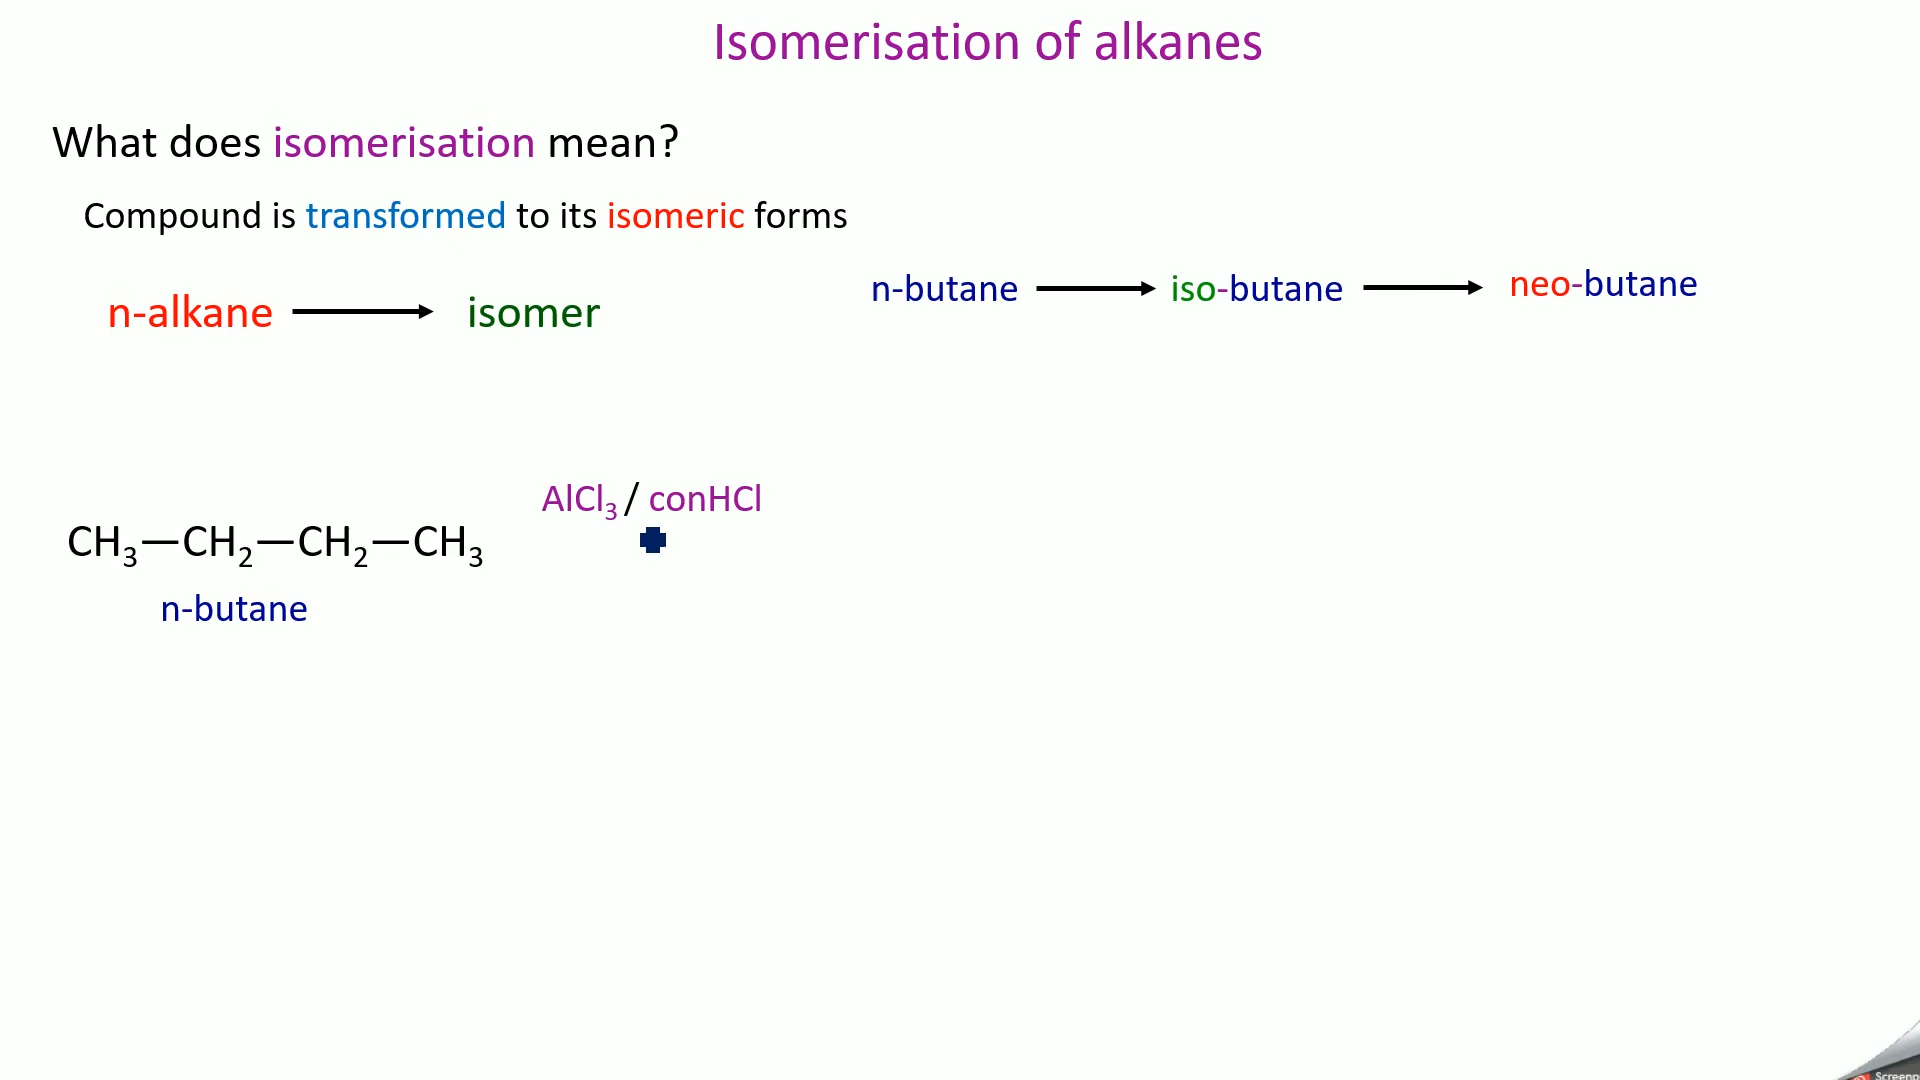 Isomerisation of alkanes
What does isomerisation mean?
Compound is transformed to its isomeric forms
n-alkane ⟶ isomer
n-butane ⟶ iso-butane ⟶ neo-butane
AlCl₃ / conHCl
CH₃—CH₂—CH₂—CH₃
n-butane